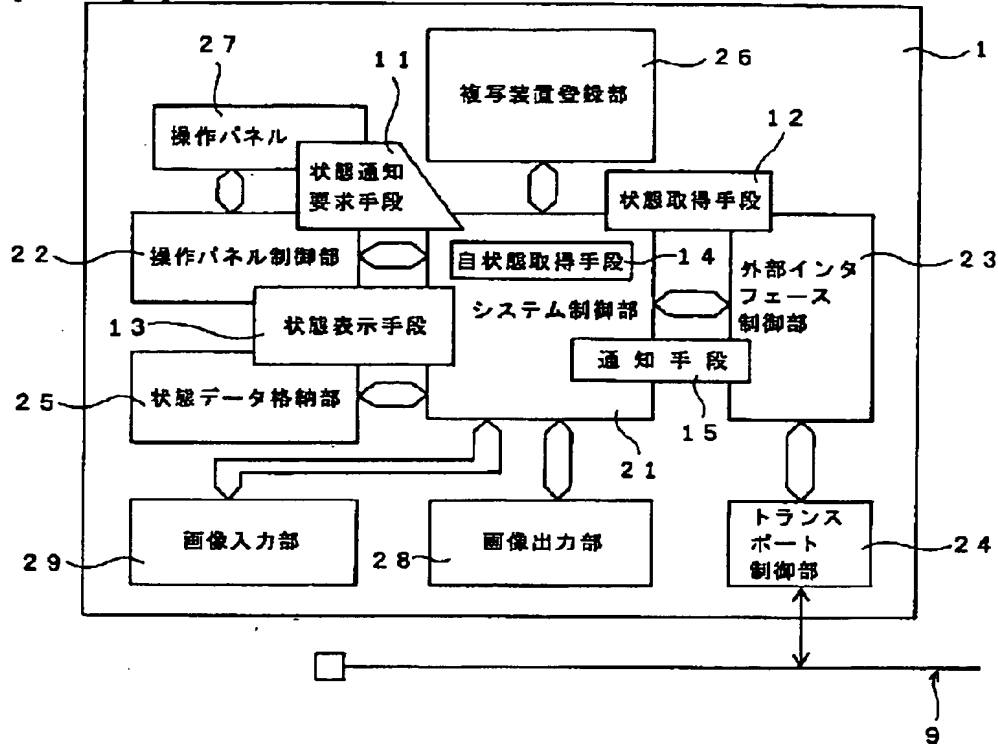 27
11
26
1
複写装置登録部
12
操作パネル
状態通知
要求手段
状態取得手段
22
操作パネル制御部
自状態取得手段
14
外部インタ
フェース
制御部
23
システム制御部
13
状態表示手段
通知手段
25
状態データ格納部
15
21
画像入力部
画像出力部
トランス
ポート
制御部
24
29
28
9